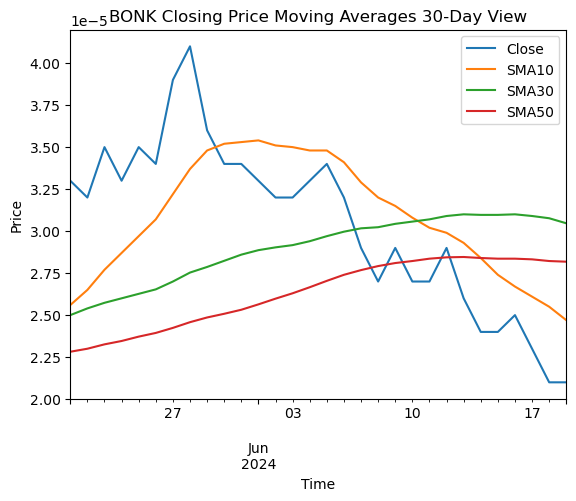 BONK Closing Price Moving Averages 30-Day View
1e−5
Close
SMA10
SMA30
SMA50
4.00
3.75
3.50
3.25
3.00
2.75
2.50
2.25
2.00
Price
27
03
10
17
Jun
2024
Time